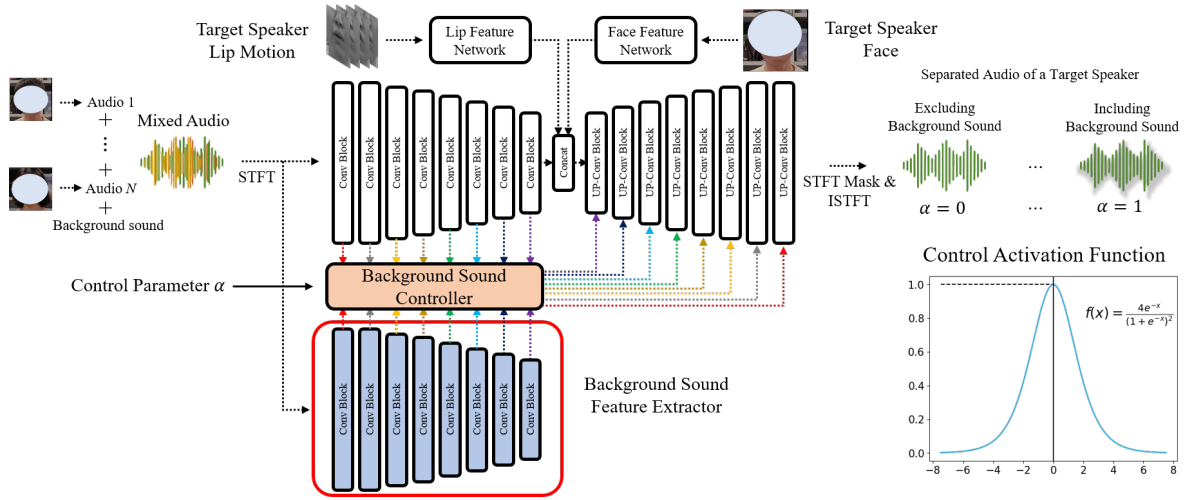 Target Speaker
Lip Motion
Lip Feature
Network
Face Feature
Network
Target Speaker
Face
Audio 1
+
⋮
+
Audio N
+
Background sound
Mixed Audio
STFT
Conv Block
Conv Block
Conv Block
Conv Block
Conv Block
Conv Block
Conv Block
Conv Block
Concat
UP-Conv Block
UP-Conv Block
UP-Conv Block
UP-Conv Block
UP-Conv Block
UP-Conv Block
UP-Conv Block
UP-Conv Block
STFT Mask &
ISTFT
Separated Audio of a Target Speaker
Excluding
Background Sound
...
Including
Background Sound
α = 0
...
α = 1
Control Parameter α
Background Sound
Controller
Conv Block
Conv Block
Conv Block
Conv Block
Conv Block
Conv Block
Conv Block
Conv Block
Background Sound
Feature Extractor
Control Activation Function
f(x) = 4e^{-x} / (1 + e^{-x})^2
1.0
0.8
0.6
0.4
0.2
0.0
−8 −6 −4 −2 0 2 4 6 8